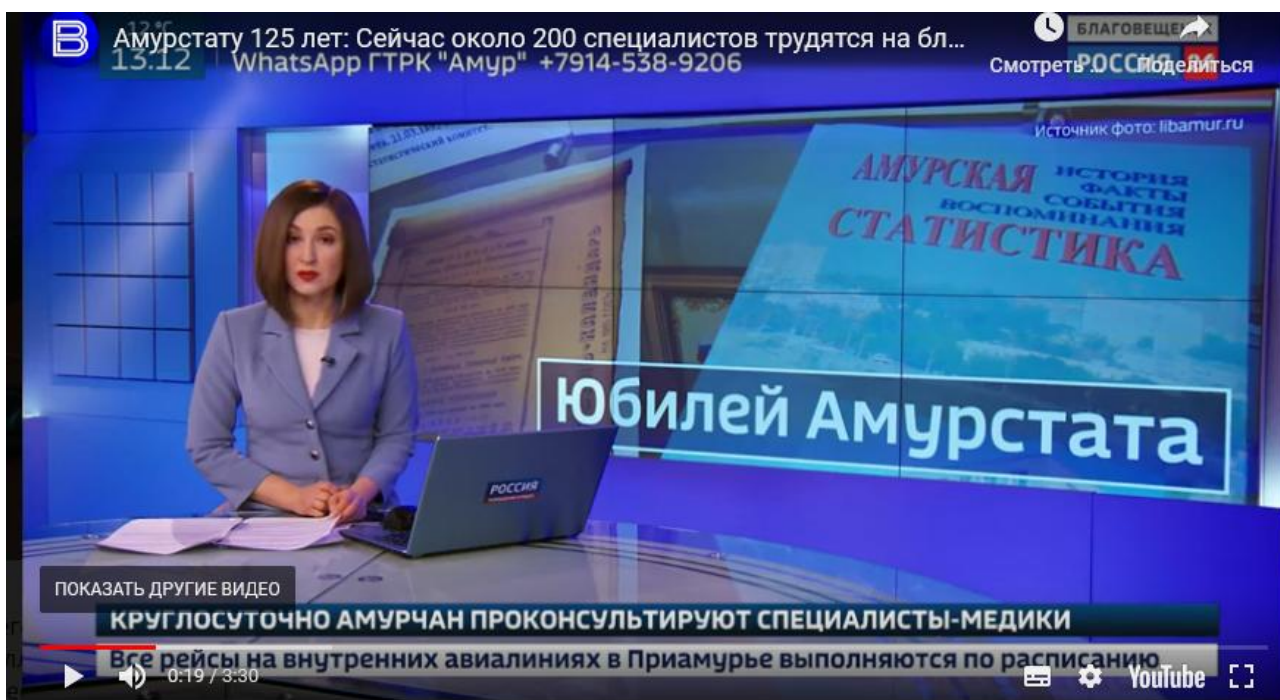 В
Амурстату 125 лет: Сейчас около 200 специалистов трудятся на бл...
13:12
WhatsApp ГТРК "Амур" +7914-538-9206
Смотреть ...
Поделиться
РОССИЯ
Источник фото: libamur.ru
АМУРСКАЯ
ИСТОРИЯ
ФАКТЫ
СОБЫТИЯ
ВОСПОМИНАНИЯ
СТАТИСТИКА
Юбилей Амурстата
РОССИЯ
ПОКАЗАТЬ ДРУГИЕ ВИДЕО
КРУГЛОСУТОЧНО АМУРЧАН ПРОКОНСУЛЬТИРУЮТ СПЕЦИАЛИСТЫ-МЕДИКИ
Все рейсы на внутренних авиалиниях в Приамурье выполняются по расписанию
0:19 / 3:30
YouTube